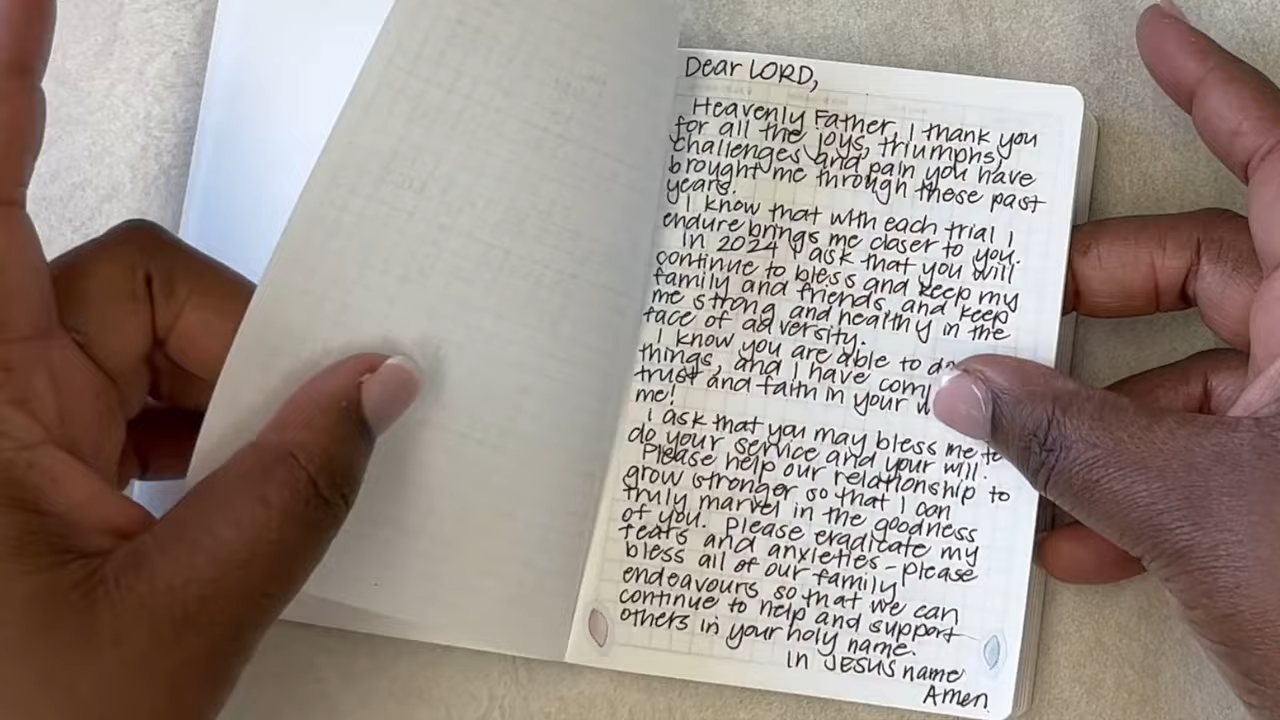 Dear LORD,
Heavenly Father, I thank you
for all the joys, triumphs,
challenges and pain you have
brought me through these past
years.
I know that with each trial I
endure brings me closer to you.
In 2024 I ask that you will
continue to bless and keep my
family and friends, and keep
me strong and healthy in the
face of adversity.
I know you are able to do
things, and I have
trust and faith in your
me!
I ask that you may bless me to
do your service and your will.
Please help our relationship to
grow stronger so that I can
truly marvel in the goodness
of you. Please eradicate my
fears and anxieties - please
bless all of our family
endeavours so that we can
continue to help and support
others in your holy name.
In JESUS name
Amen.